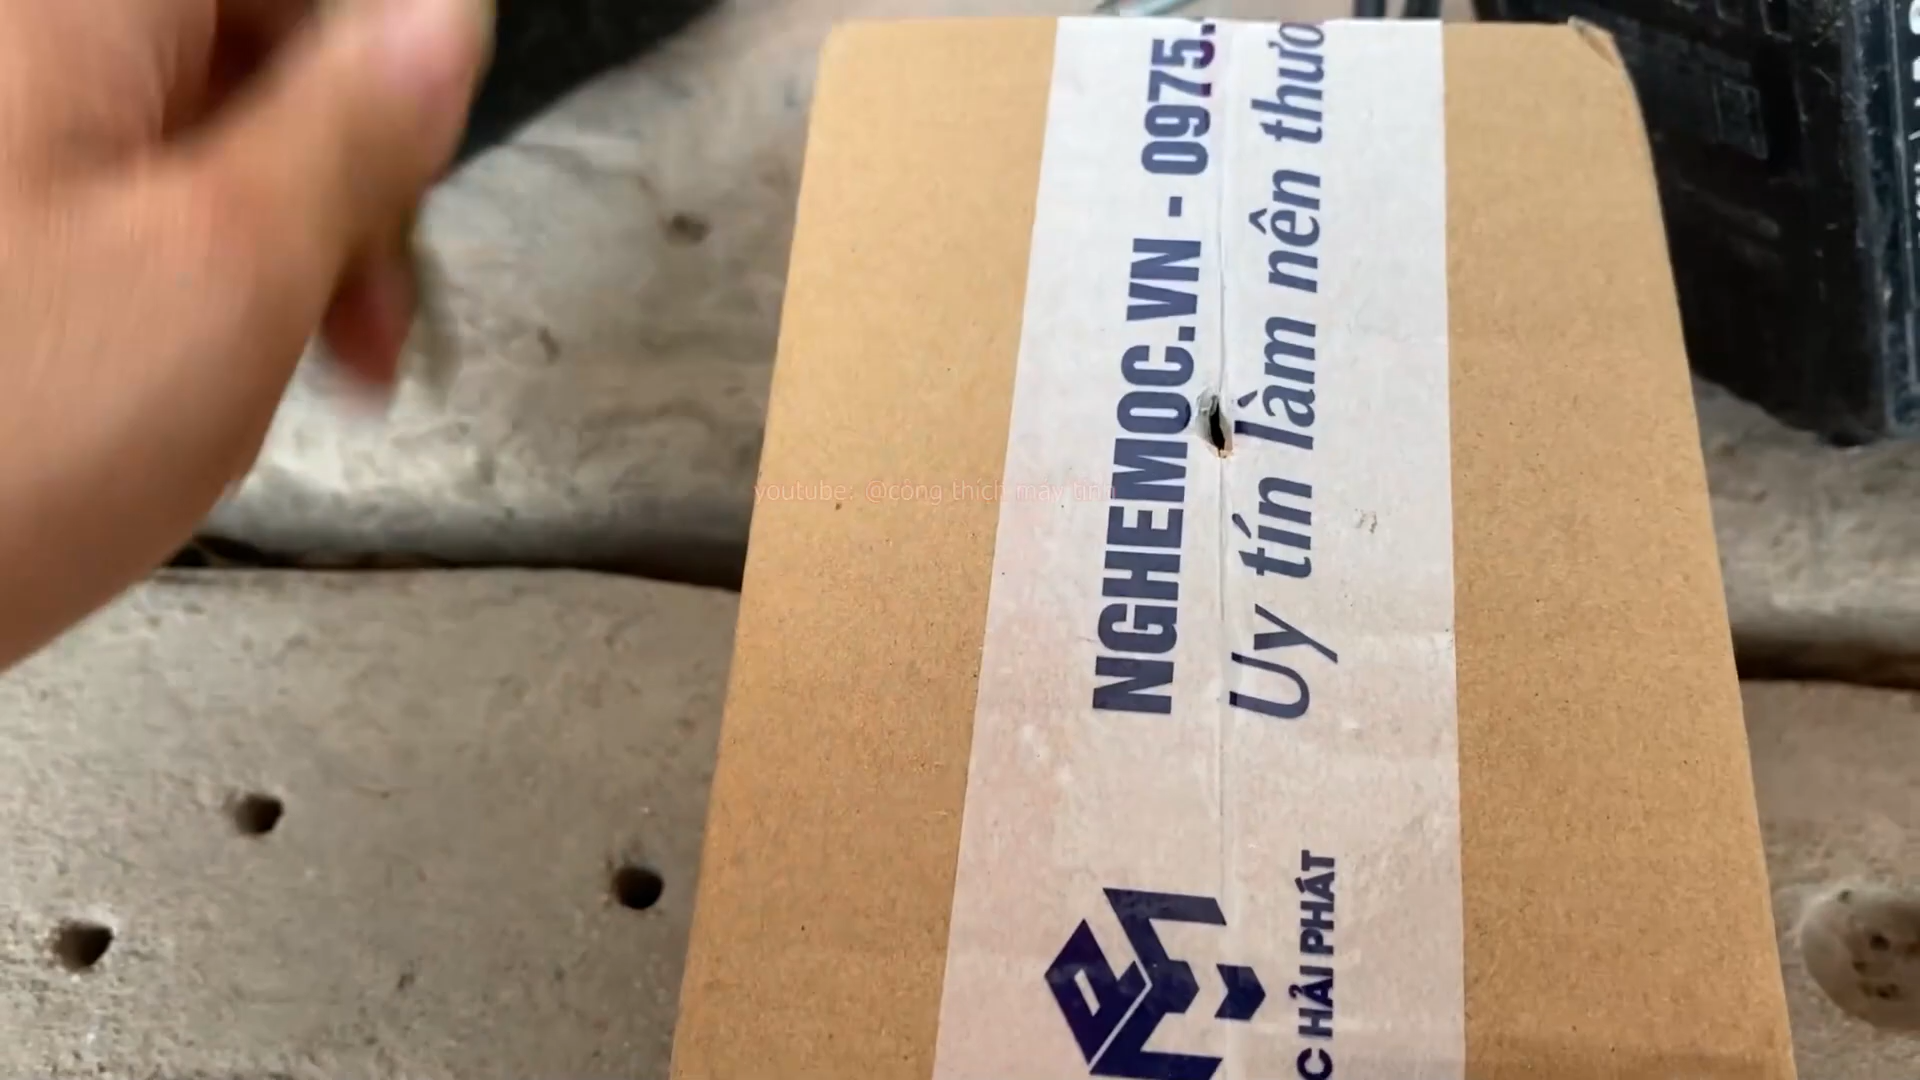 NGHEMOC.VN - 0975.
Uy tín làm nên thươ
C HẢI PHÁT
youtube: @công thích máy tính